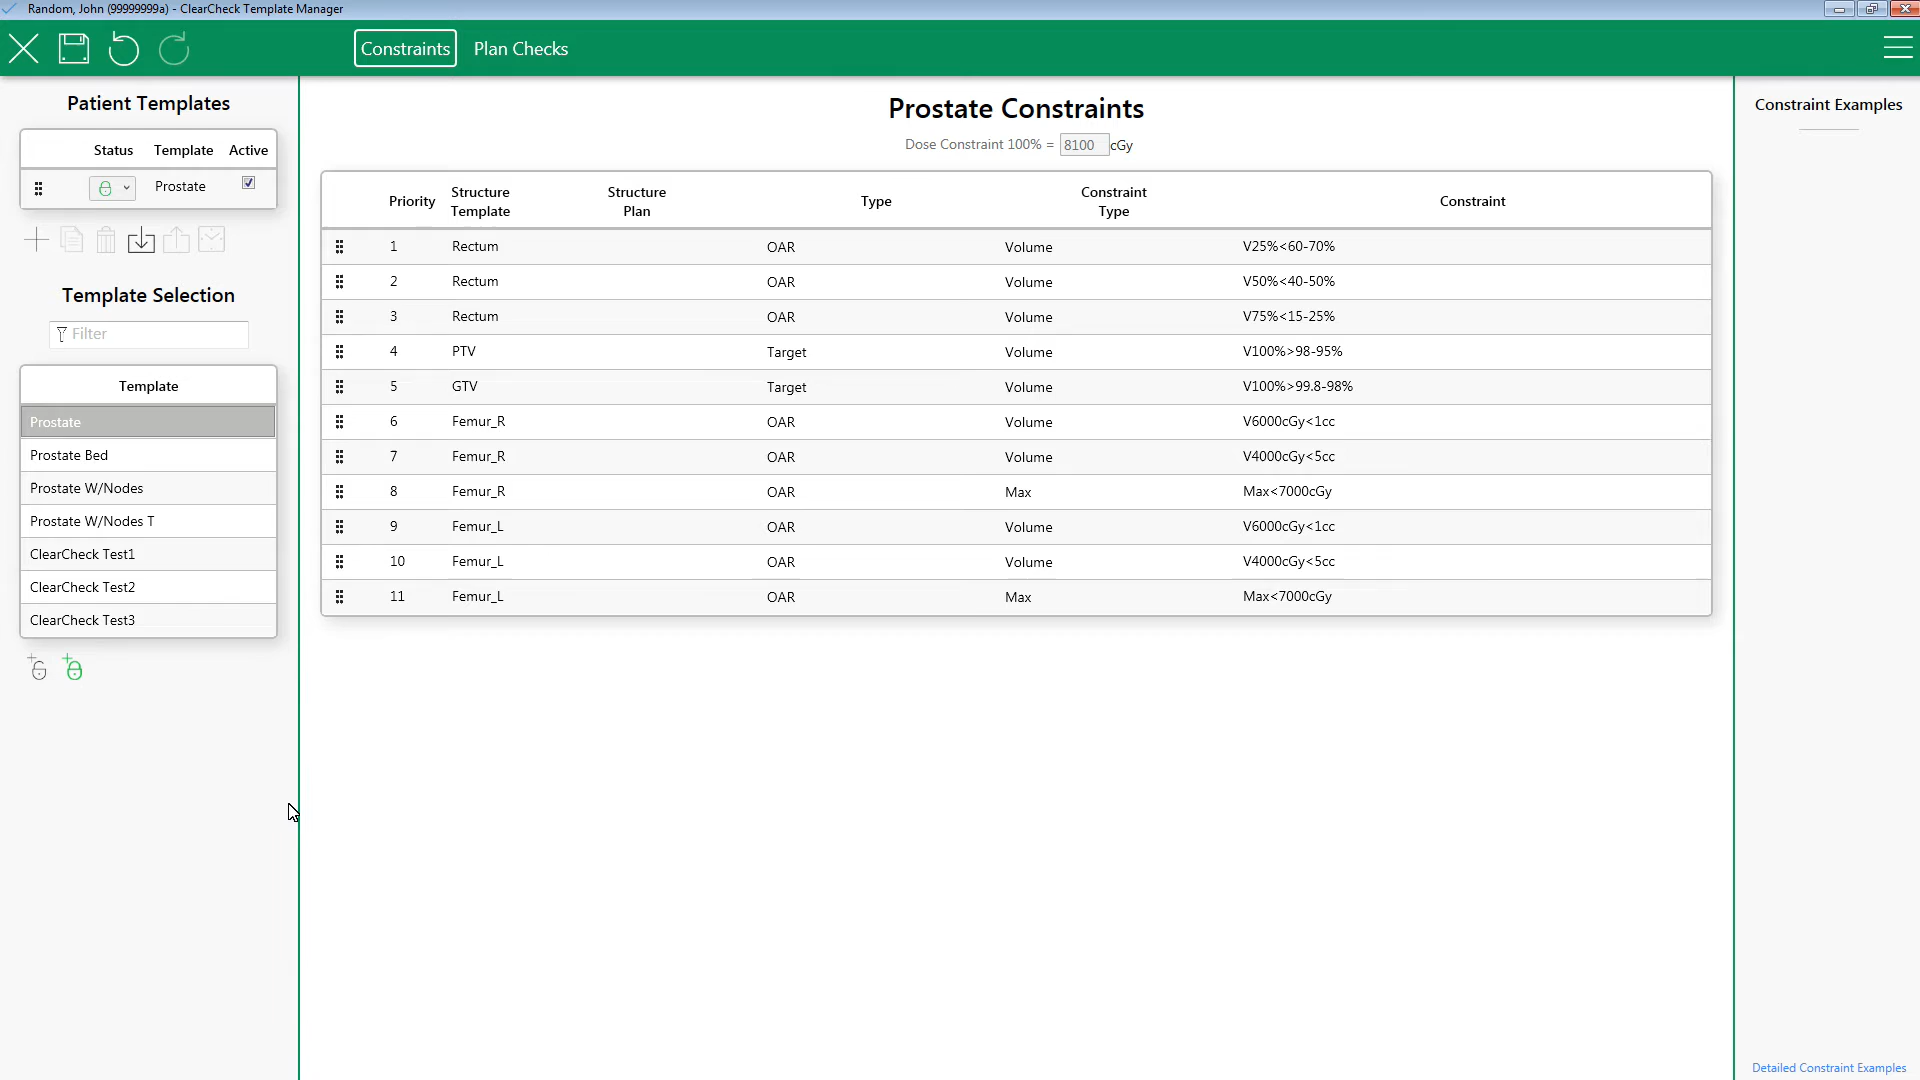 Random, John (99999999a) - ClearCheck Template Manager
Constraints Plan Checks
Patient Templates
Status Template Active
Prostate
Template Selection
Filter
Template
Prostate
Prostate Bed
Prostate W/Nodes
Prostate W/Nodes T
ClearCheck Test1
ClearCheck Test2
ClearCheck Test3
Prostate Constraints
Dose Constraint 100% = 8100 cGy
Priority Structure Template Structure Plan Type Constraint Type Constraint
1 Rectum OAR Volume V25%<60-70%
2 Rectum OAR Volume V50%<40-50%
3 Rectum OAR Volume V75%<15-25%
4 PTV Target Volume V100%>98-95%
5 GTV Target Volume V100%>99.8-98%
6 Femur_R OAR Volume V6000cGy<1cc
7 Femur_R OAR Volume V4000cGy<5cc
8 Femur_R OAR Max Max<7000cGy
9 Femur_L OAR Volume V6000cGy<1cc
10 Femur_L OAR Volume V4000cGy<5cc
11 Femur_L OAR Max Max<7000cGy
Constraint Examples
Detailed Constraint Examples